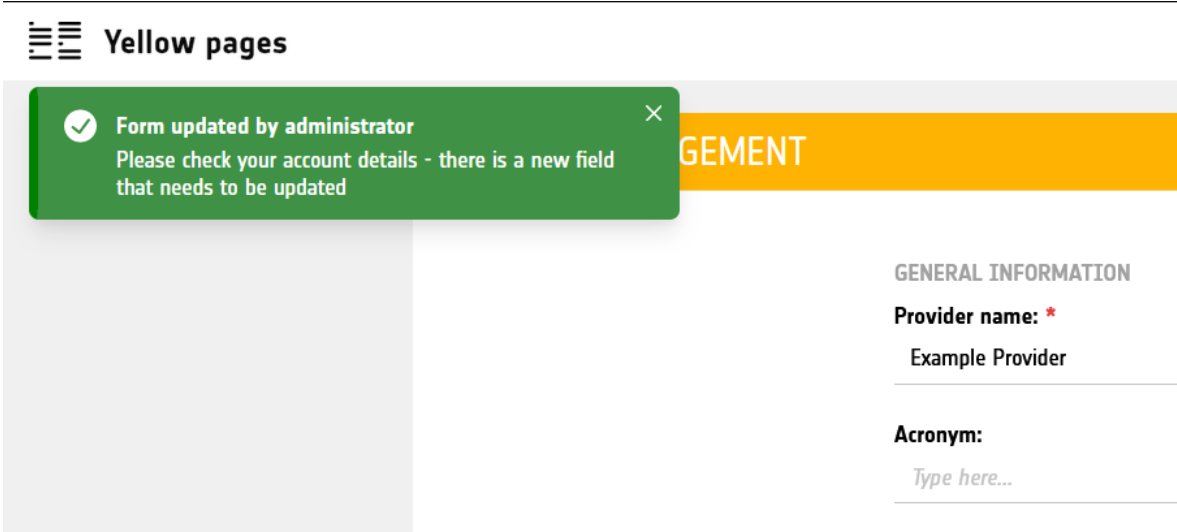 Yellow pages
Form updated by administrator
Please check your account details - there is a new field
that needs to be updated
GEMENT
GENERAL INFORMATION
Provider name: *
Example Provider
Acronym:
Type here...